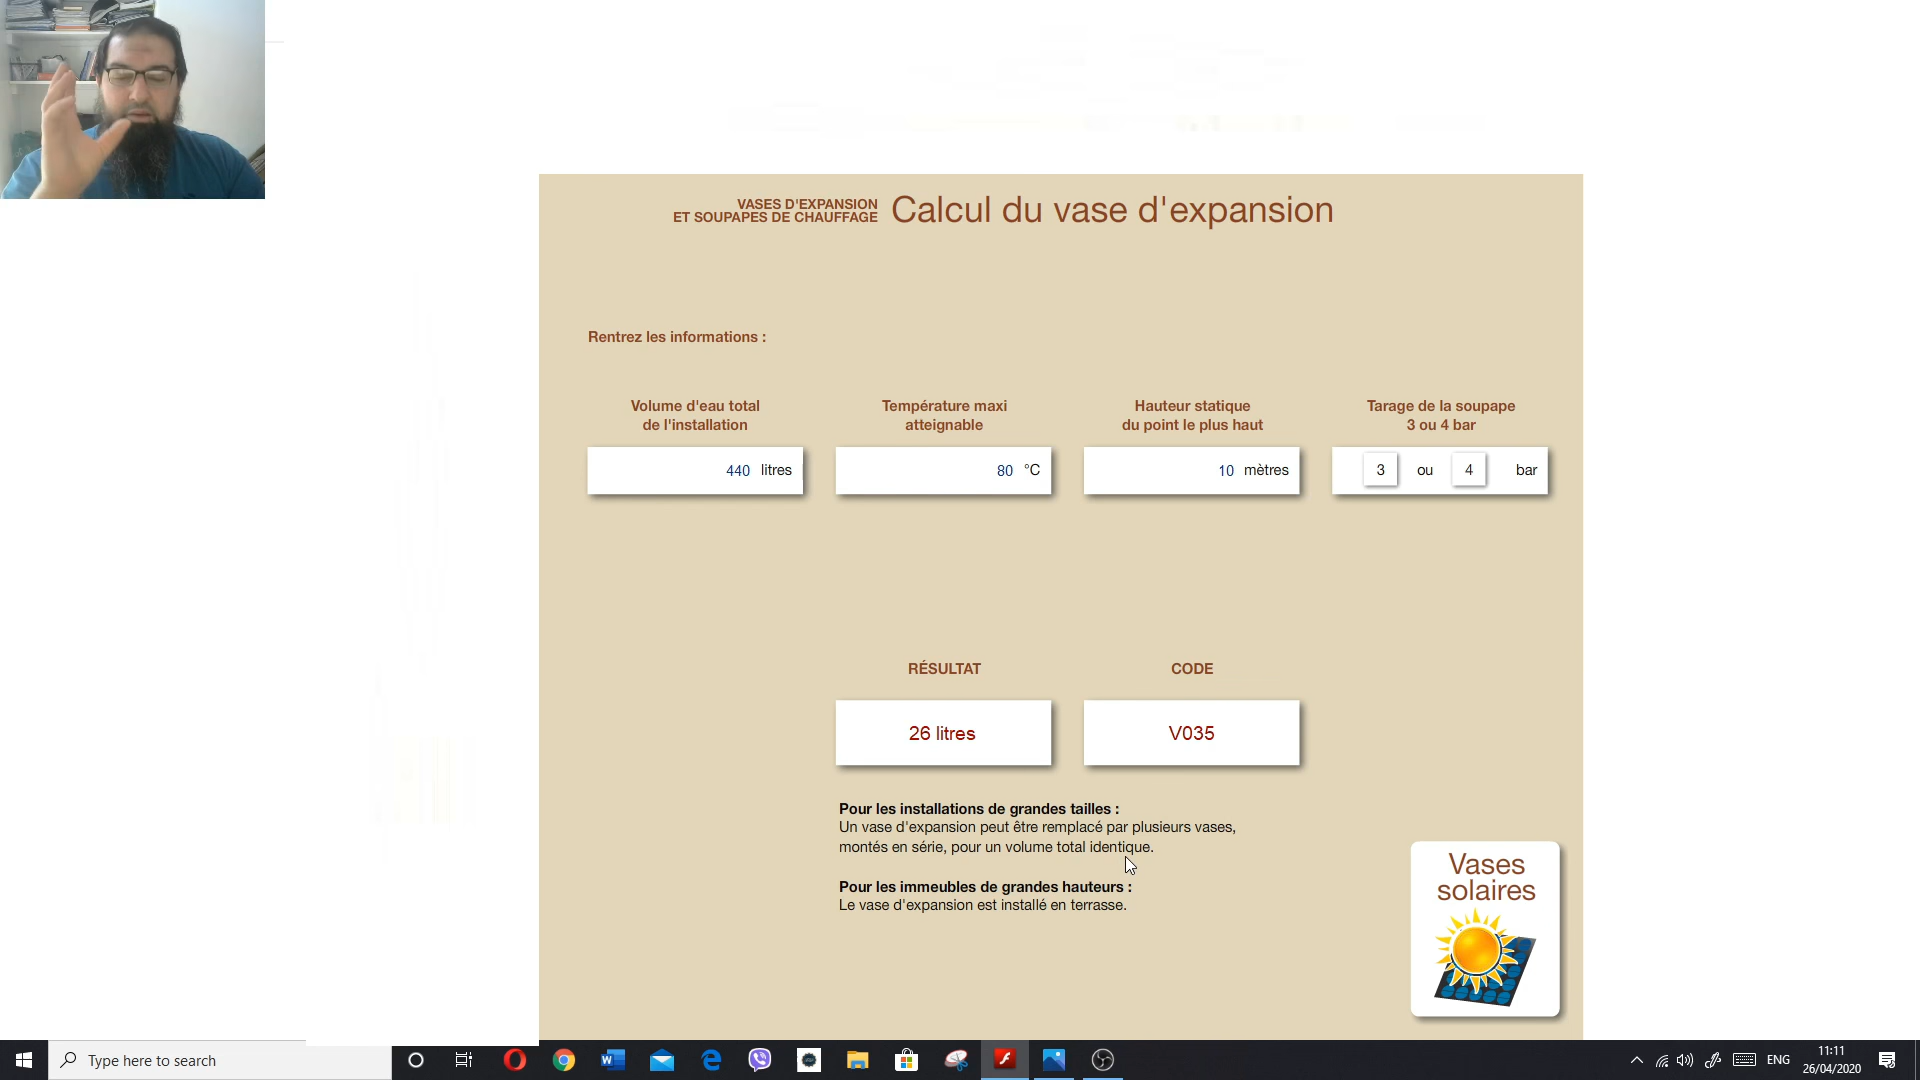 VASES D'EXPANSION
ET SOUPAPES DE CHAUFFAGE
Calcul du vase d'expansion
Rentrez les informations :
Volume d'eau total
de l'installation
Température maxi
atteignable
Hauteur statique
du point le plus haut
Tarage de la soupape
3 ou 4 bar
440 litres
80 °C
10 mètres
3 ou 4 bar
RÉSULTAT
CODE
26 litres
V035
Pour les installations de grandes tailles :
Un vase d'expansion peut être remplacé par plusieurs vases,
montés en série, pour un volume total identique.
Pour les immeubles de grandes hauteurs :
Le vase d'expansion est installé en terrasse.
Vases
solaires
Type here to search
ENG
11:11
26/04/2020